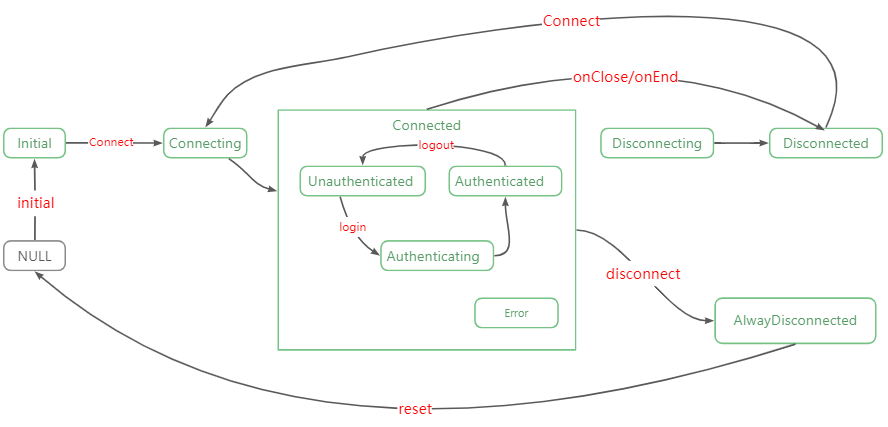 Connect
onClose/onEnd
Connected
Initial
Connect
Connecting
logout
Disconnecting
Disconnected
Unauthenticated
Authenticated
initial
login
NULL
Authenticating
disconnect
Error
AlwayDisconnected
reset